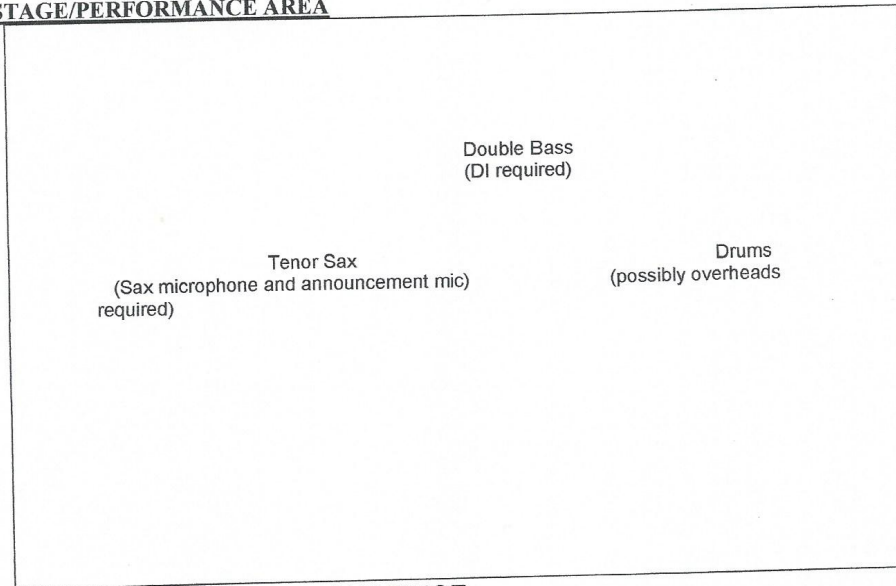 STAGE/PERFORMANCE AREA
Double Bass
(DI required)
Tenor Sax
(Sax microphone and announcement mic)
required)
Drums
(possibly overheads